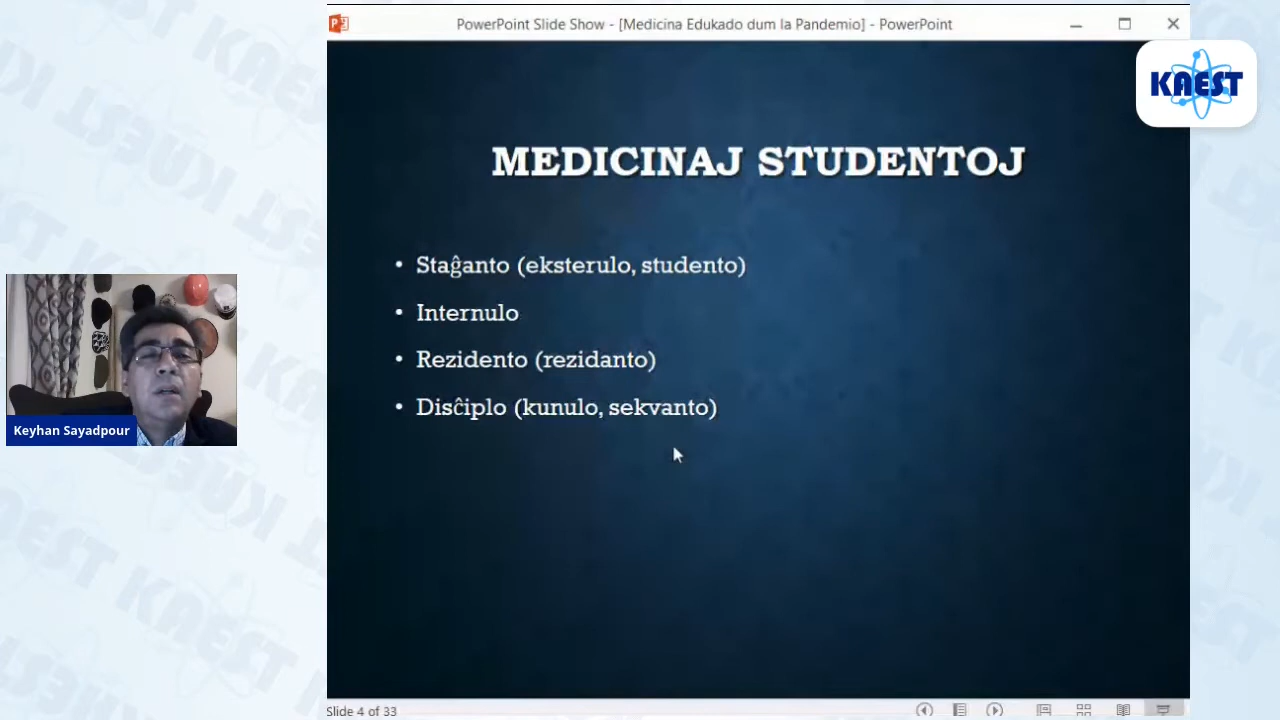 PowerPoint Slide Show - [Medicina Edukado dum la Pandemio] - PowerPoint
KAEST
MEDICINAJ STUDENTOJ
• Staĝanto (eksterulo, studento)
• Internulo
• Rezidento (rezidanto)
• Disĉiplo (kunulo, sekvanto)
Keyhan Sayadpour
Slide 4 of 33